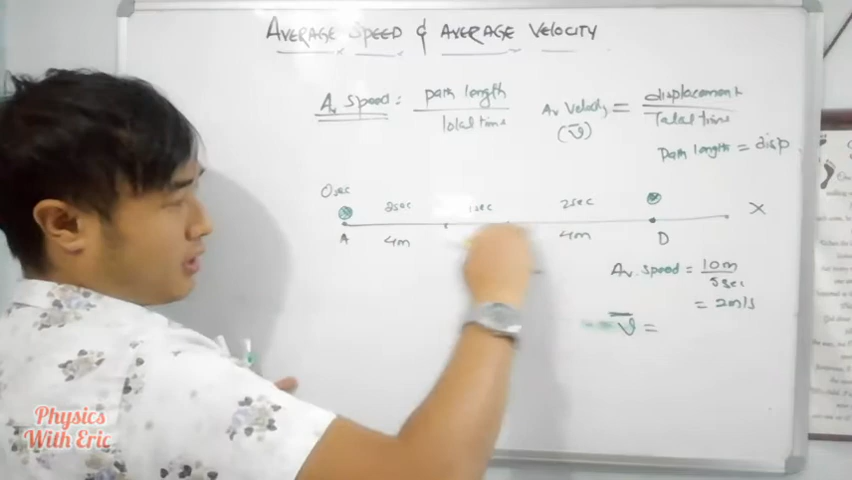 AVERAGE SPEED & AVERAGE VELOCITY
Av speed: path length
Total time
Av Velocity = displacement
(v̅) Total time
Path length = disp
0sec
2sec 1sec 2sec X
A 4m 4m D
Av. speed = 10m
5sec
= 2m/s
v̅ =
Physics
With Eric